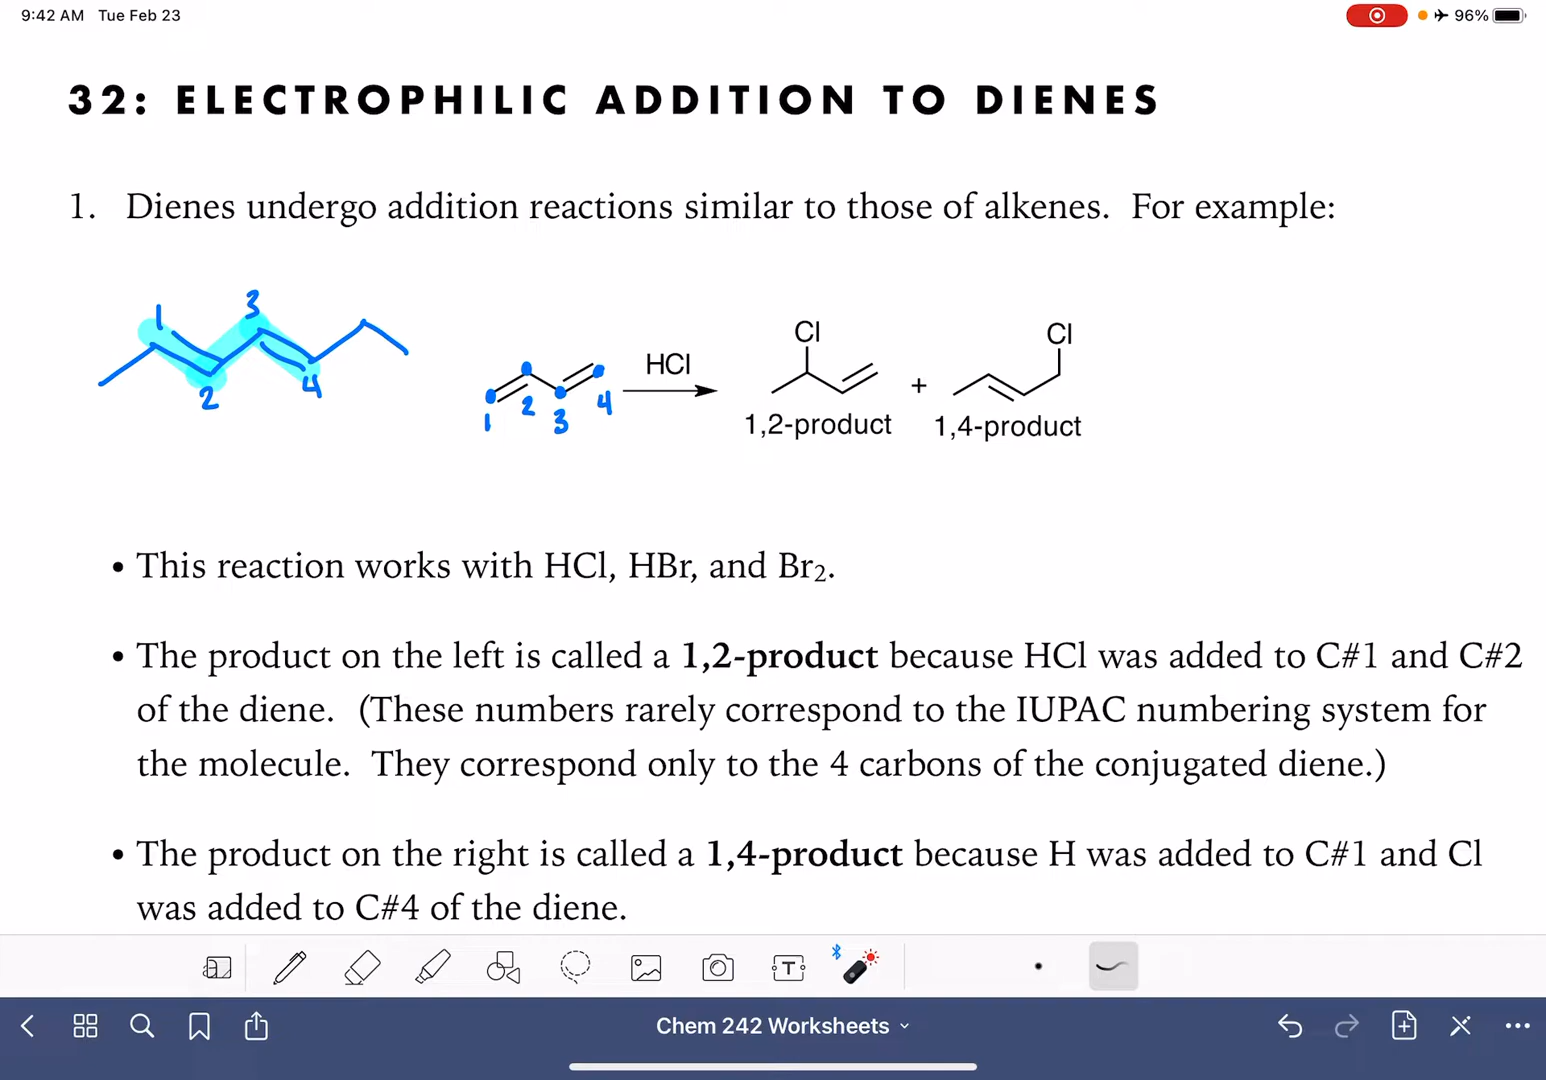 9:42 AM Tue Feb 23
96%
32: ELECTROPHILIC ADDITION TO DIENES
1. Dienes undergo addition reactions similar to those of alkenes. For example:
1 3
2 4
1 2 3 4
HCl
Cl
1,2-product
+
Cl
1,4-product
• This reaction works with HCl, HBr, and Br₂.
• The product on the left is called a 1,2-product because HCl was added to C#1 and C#2
of the diene. (These numbers rarely correspond to the IUPAC numbering system for
the molecule. They correspond only to the 4 carbons of the conjugated diene.)
• The product on the right is called a 1,4-product because H was added to C#1 and Cl
was added to C#4 of the diene.
a
T
Chem 242 Worksheets